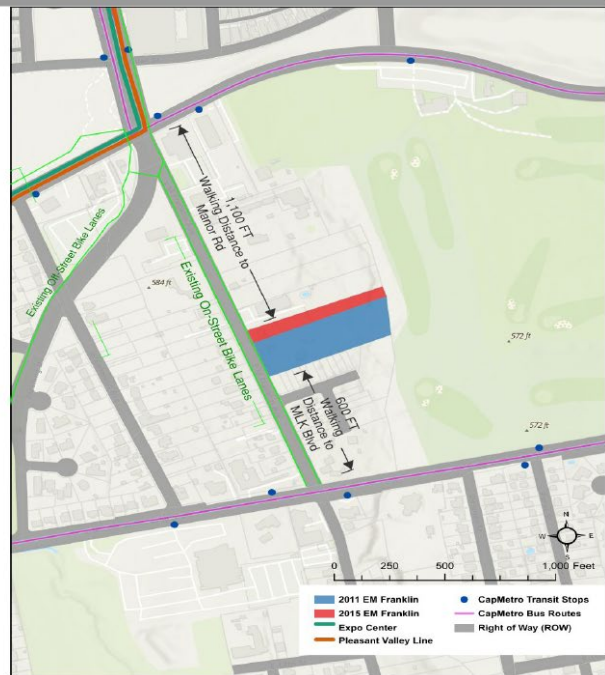 1,100 FT
Walking Distance to
Manor Rd
Existing Off-Street Bike Lanes
584 ft
Existing On-Street Bike Lanes
572 ft
600 FT
Walking
Distance to
MLK Blvd
572 ft
N
W
E
S
0
250
500
1,000 Feet
2011 EM Franklin
2015 EM Franklin
Expo Center
Pleasant Valley Line
CapMetro Transit Stops
CapMetro Bus Routes
Right of Way (ROW)